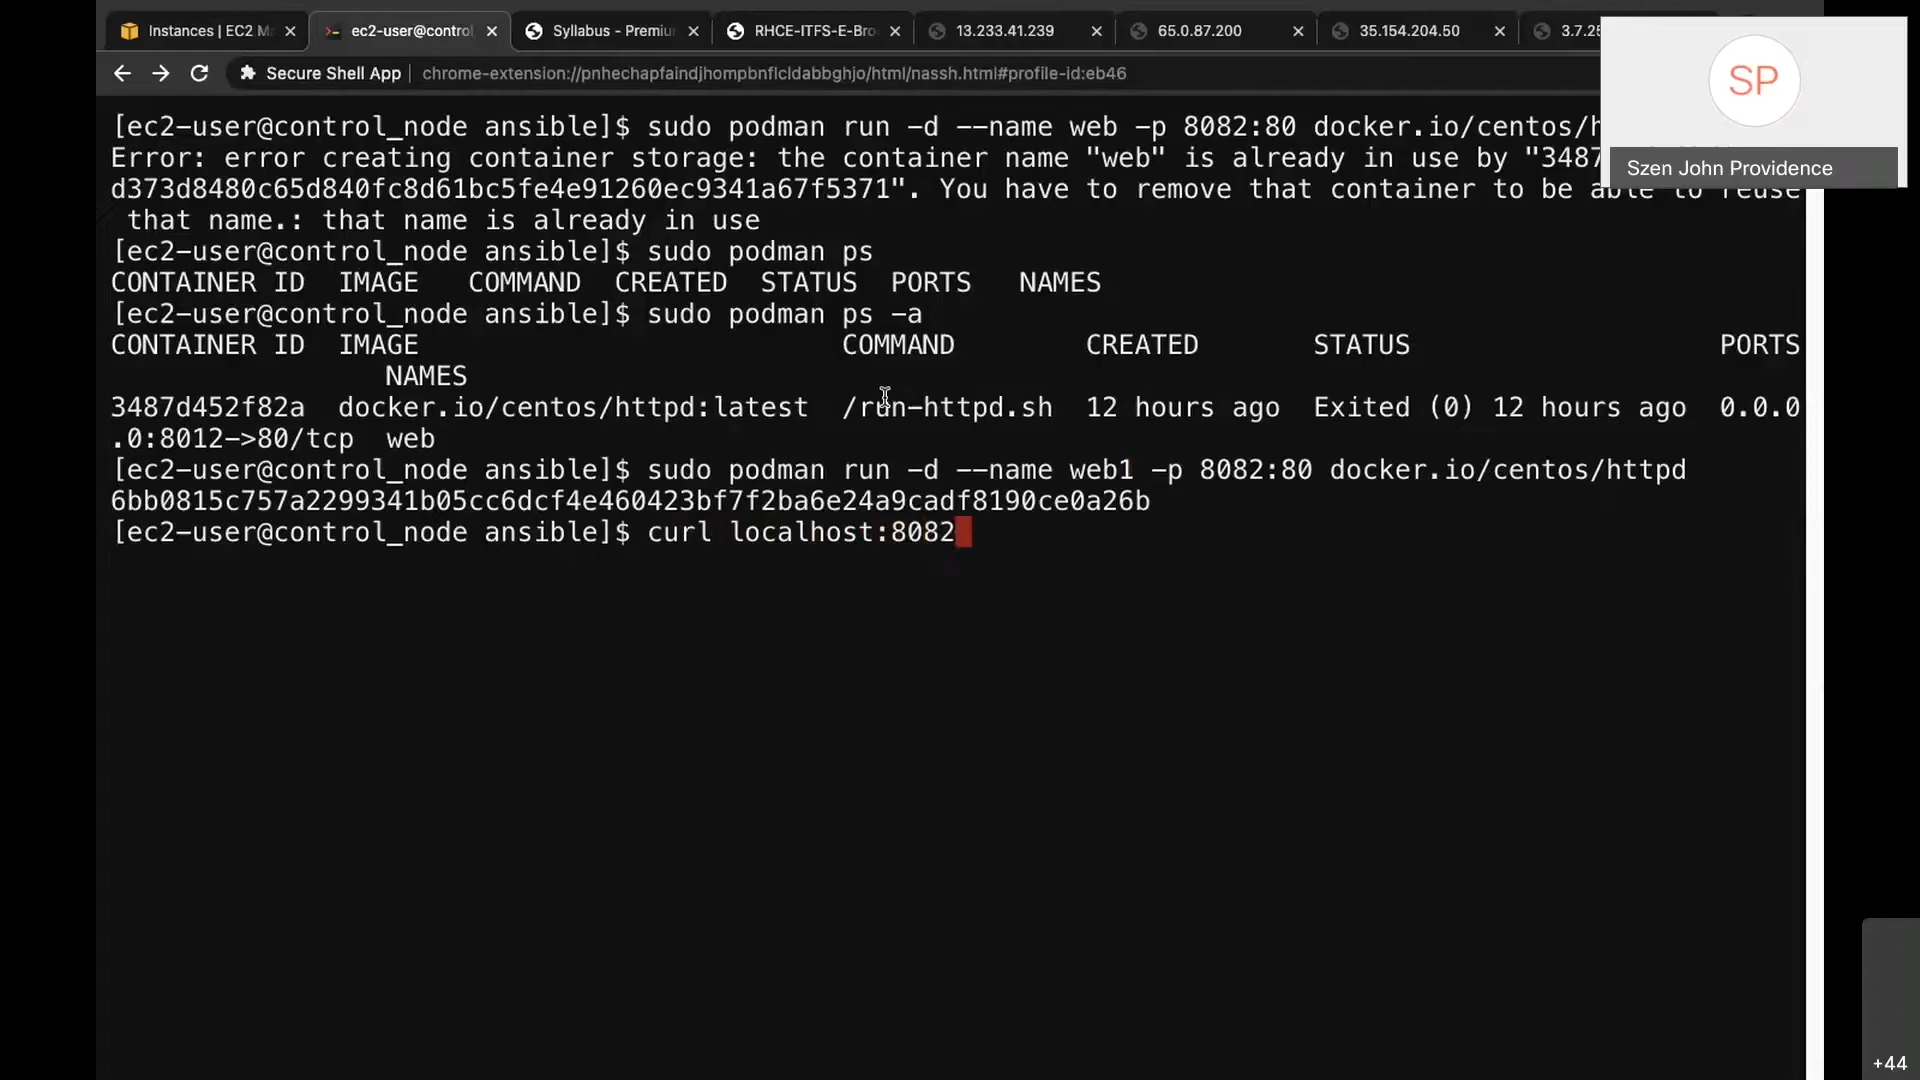 Instances | EC2 M
ec2-user@control
Syllabus - Premiu
RHCE-ITFS-E-Bro
13.233.41.239
65.0.87.200
35.154.204.50
3.7.25
Secure Shell App
chrome-extension://pnhechapfaindjhompbnflcldabbghjo/html/nassh.html#profile-id:eb46
SP
Szen John Providence
[ec2-user@control_node ansible]$ sudo podman run -d --name web -p 8082:80 docker.io/centos/h
Error: error creating container storage: the container name "web" is already in use by "3487
d373d8480c65d840fc8d61bc5fe4e91260ec9341a67f5371". You have to remove that container to be able to reuse
that name.: that name is already in use
[ec2-user@control_node ansible]$ sudo podman ps
CONTAINER ID IMAGE COMMAND CREATED STATUS PORTS NAMES
[ec2-user@control_node ansible]$ sudo podman ps -a
CONTAINER ID IMAGE COMMAND CREATED STATUS PORTS
NAMES
3487d452f82a docker.io/centos/httpd:latest /run-httpd.sh 12 hours ago Exited (0) 12 hours ago 0.0.0
.0:8012->80/tcp web
[ec2-user@control_node ansible]$ sudo podman run -d --name web1 -p 8082:80 docker.io/centos/httpd
6bb0815c757a2299341b05cc6dcf4e460423bf7f2ba6e24a9cadf8190ce0a26b
[ec2-user@control_node ansible]$ curl localhost:8082
+44